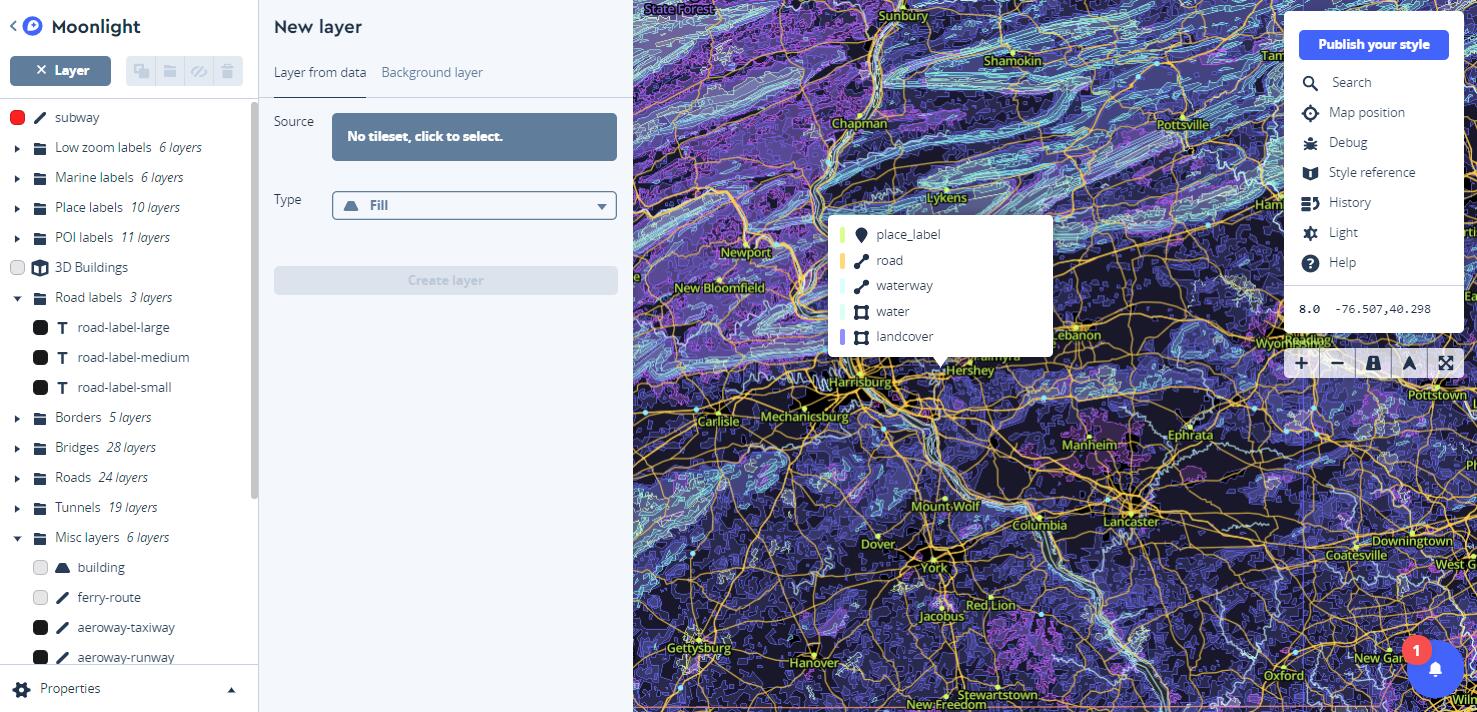 Moonlight
Layer
subway
Low zoom labels 6 layers
Marine labels 6 layers
Place labels 10 layers
POI labels 11 layers
3D Buildings
Road labels 3 layers
road-label-large
road-label-medium
road-label-small
Borders 5 layers
Bridges 28 layers
Roads 24 layers
Tunnels 19 layers
Misc layers 6 layers
building
ferry-route
aeroway-taxiway
aeroway-runway
Properties
New layer
Layer from data Background layer
Source No tileset, click to select.
Type Fill
Create layer
State Forest
Sunbury
Shamokin
Tam
Chapman
Pottsville
Lykens
Ham
Newport
New Bloomfield
place_label
road
waterway
water
landcover
Lebanon
Palmyra
Hershey
Harrisburg
Wyomissing
Reading
Pottstown
Carlisle
Mechanicsburg
Manheim
Ephrata
Mount Wolf
Columbia
Lancaster
Dover
York
Downingtown
Coatesville
West G
Red Lion
Jacobus
Gettysburg
Hanover
New Gar
Oxford
Stewartstown
New Freedom
Wiln
Publish your style
Search
Map position
Debug
Style reference
History
Light
Help
8.0 -76.507,40.298
1